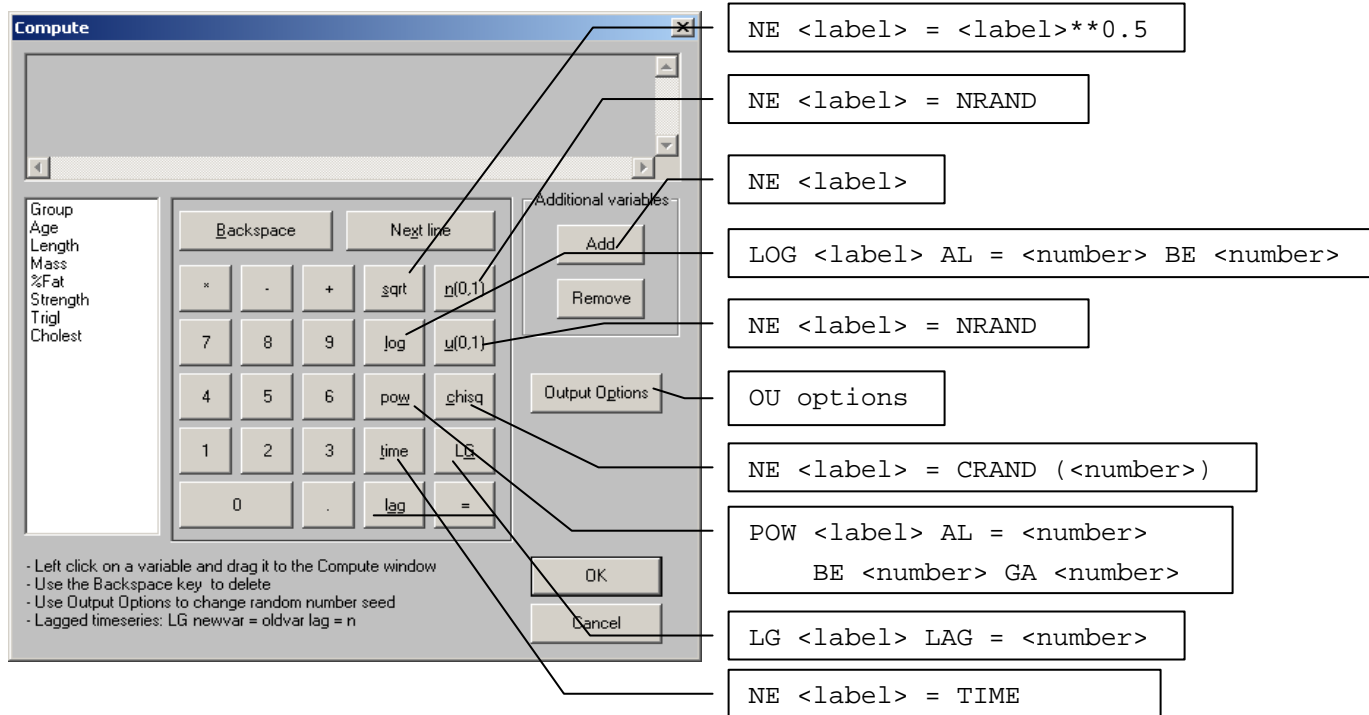 Compute
Group
Age
Length
Mass
%Fat
Strength
Trigl
Cholest
Backspace
Next line
* - + sqrt n(0,1)
7 8 9 log u(0,1)
4 5 6 pow chisq
1 2 3 time LG
0 . lag =
Additional variables
Add
Remove
Output Options
OK
Cancel
- Left click on a variable and drag it to the Compute window
- Use the Backspace key to delete
- Use Output Options to change random number seed
- Lagged timeseries: LG newvar = oldvar lag = n
NE <label> = <label>**0.5
NE <label> = NRAND
NE <label>
LOG <label> AL = <number> BE <number>
NE <label> = NRAND
OU options
NE <label> = CRAND (<number>)
POW <label> AL = <number>
BE <number> GA <number>
LG <label> LAG = <number>
NE <label> = TIME